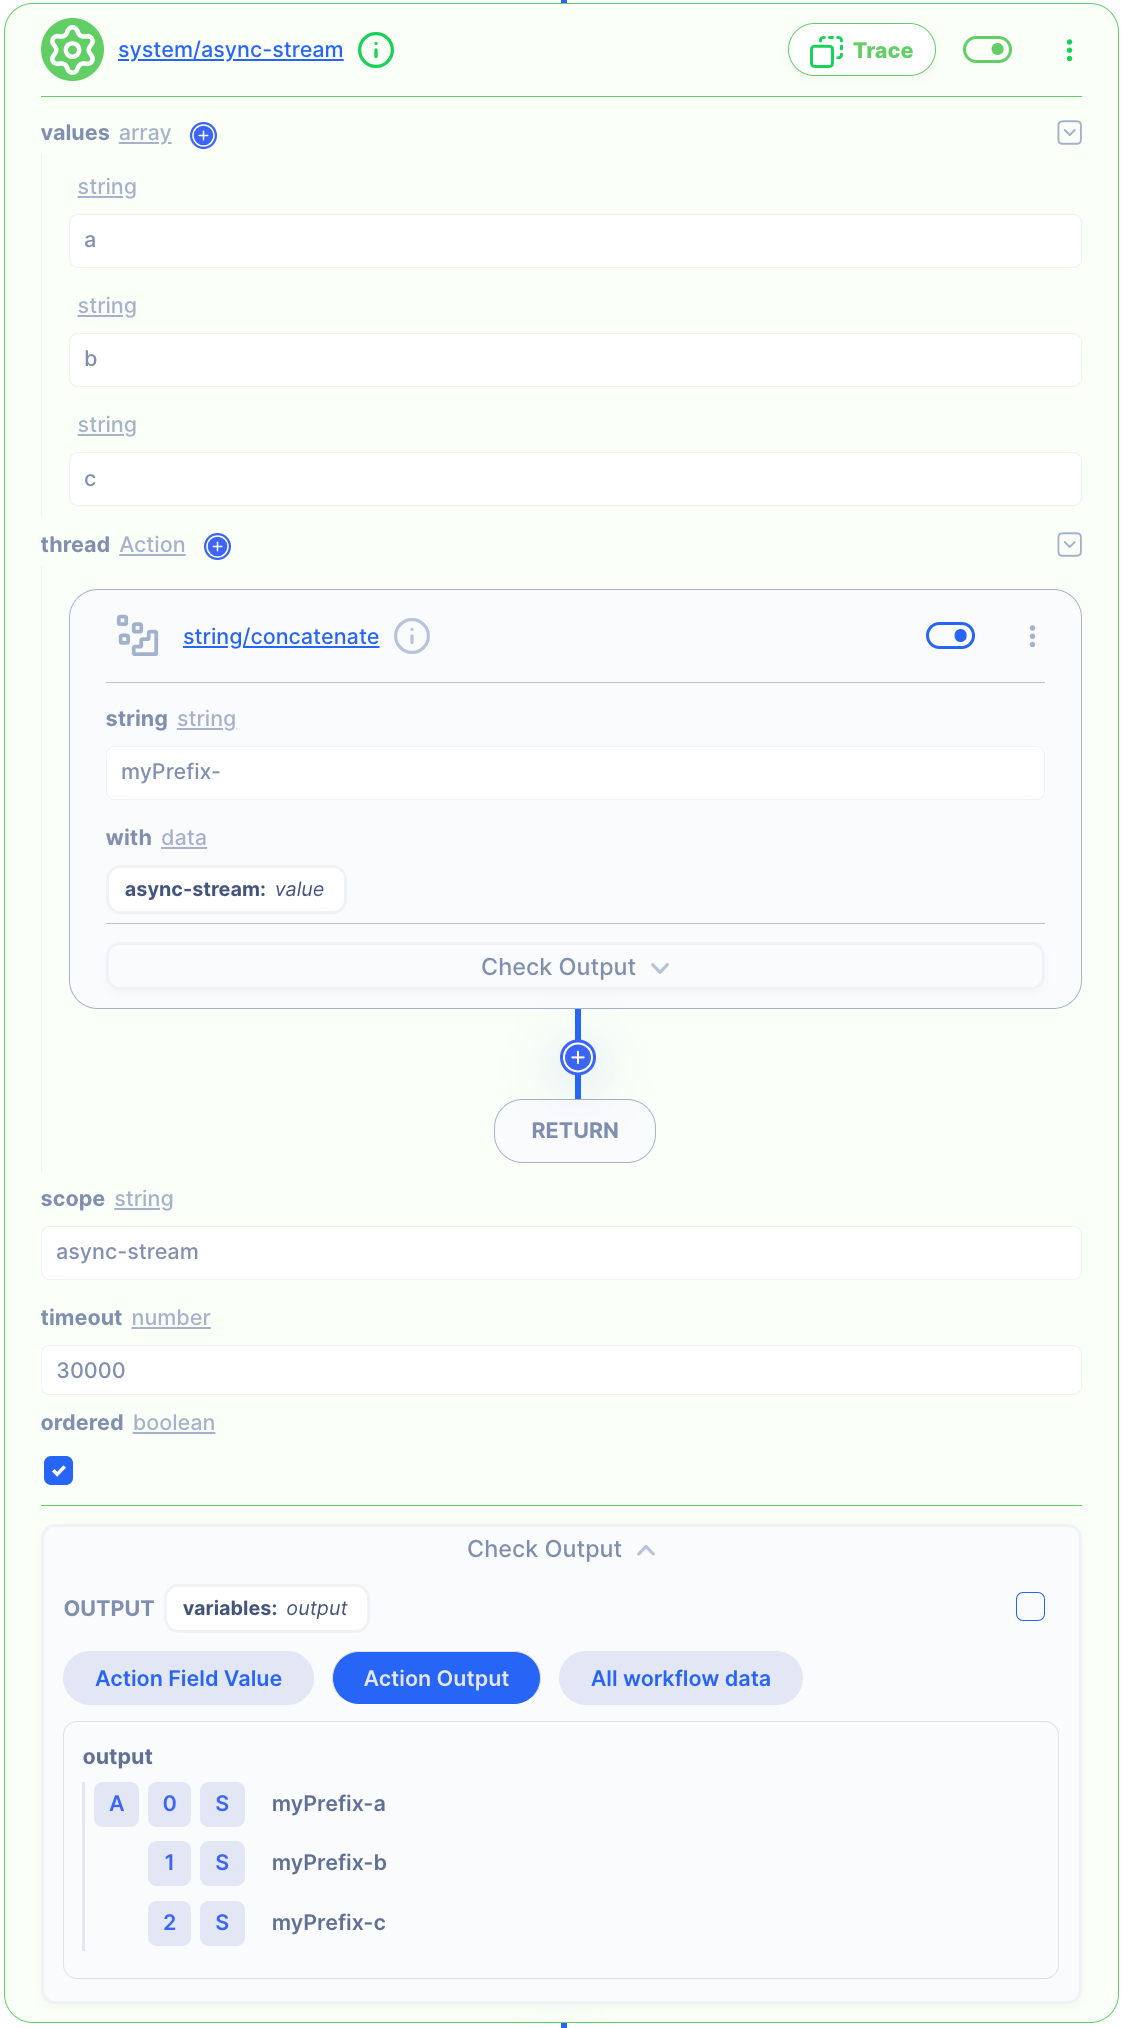 system/async-stream
Trace
values array
string
a
string
b
string
c
thread Action
string/concatenate
string string
myPrefix-
with data
async-stream: value
Check Output
RETURN
scope string
async-stream
timeout number
30000
ordered boolean
Check Output
OUTPUT variables: output
Action Field Value Action Output All workflow data
output
A 0 S myPrefix-a
1 S myPrefix-b
2 S myPrefix-c